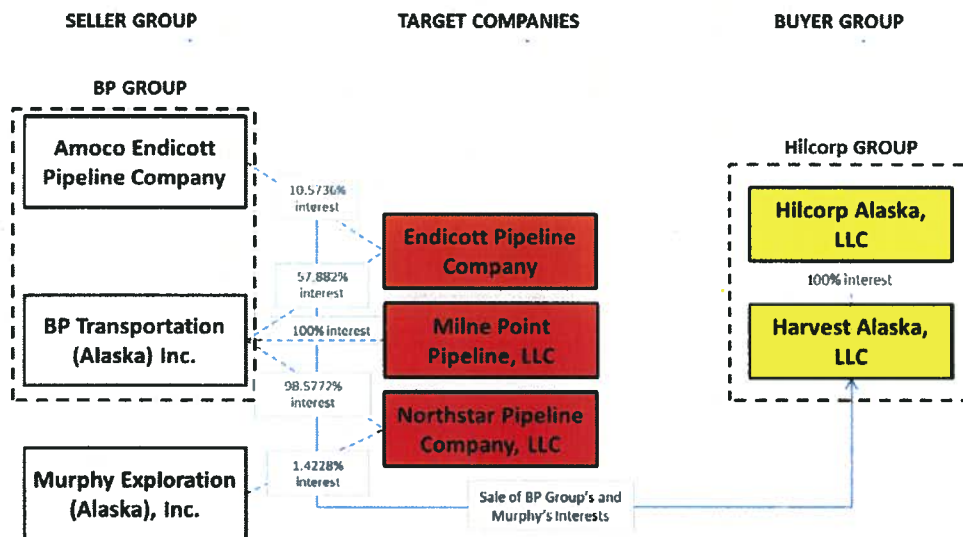 SELLER GROUP
TARGET COMPANIES
BUYER GROUP
BP GROUP
Amoco Endicott
Pipeline Company
BP Transportation
(Alaska) Inc.
Murphy Exploration
(Alaska), Inc.
10.5736%
interest
57.882%
interest
100% interest
98.5772%
interest
1.4228%
interest
Endicott Pipeline
Company
Milne Point
Pipeline, LLC
Northstar Pipeline
Company, LLC
Sale of BP Group's and
Murphy's Interests
Hilcorp GROUP
Hilcorp Alaska,
LLC
100% interest
Harvest Alaska,
LLC